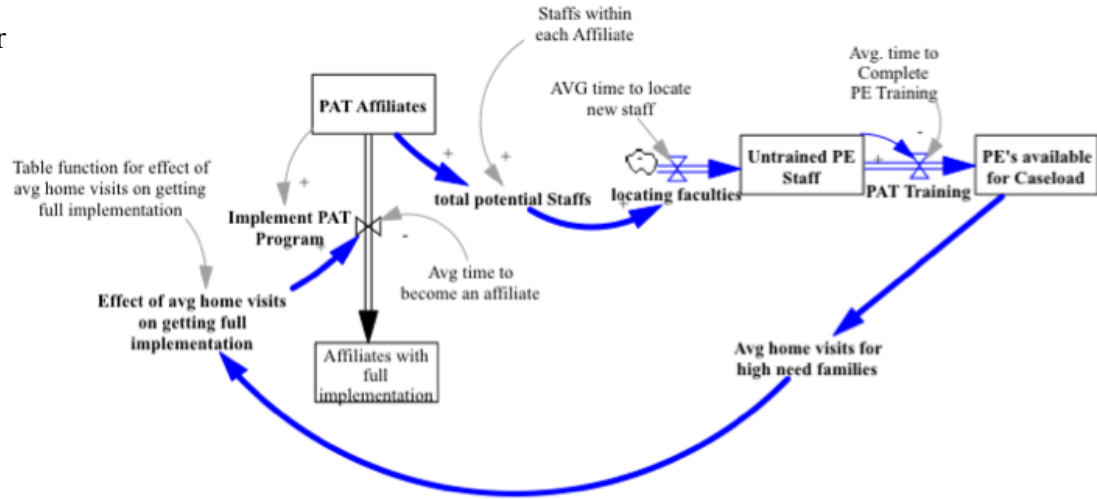 r
Staffs within
each Affiliate
Avg. time to
Complete
PE Training
AVG time to locate
new staff
PAT Affiliates
+
+
-
Untrained PE
Staff
+
PE's available
for Caseload
Table function for effect of
avg home visits on getting
full implementation
+
total potential Staffs
locating faculties
+
PAT Training
Implement PAT
Program
+
-
Avg time to
become an affiliate
Effect of avg home visits
on getting full
implementation
Affiliates with
full
implementation
Avg home visits for
high need families